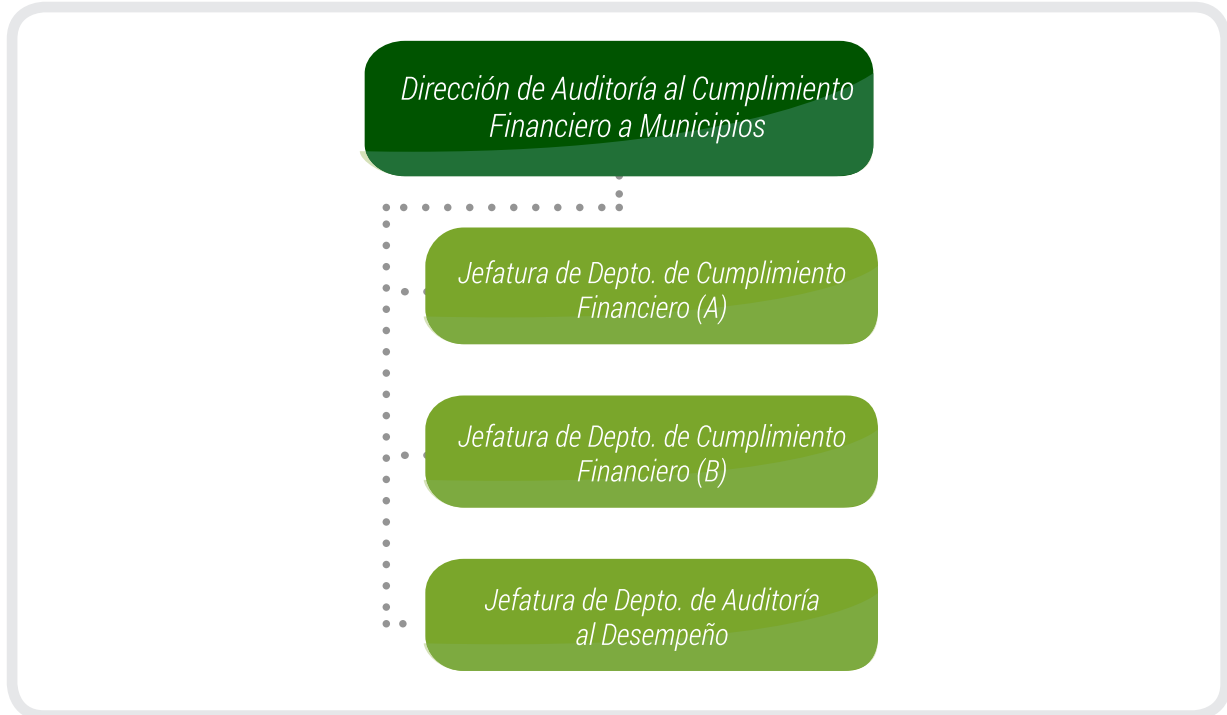 Dirección de Auditoría al Cumplimiento
Financiero a Municipios
Jefatura de Depto. de Cumplimiento
Financiero (A)
Jefatura de Depto. de Cumplimiento
Financiero (B)
Jefatura de Depto. de Auditoría
al Desempeño